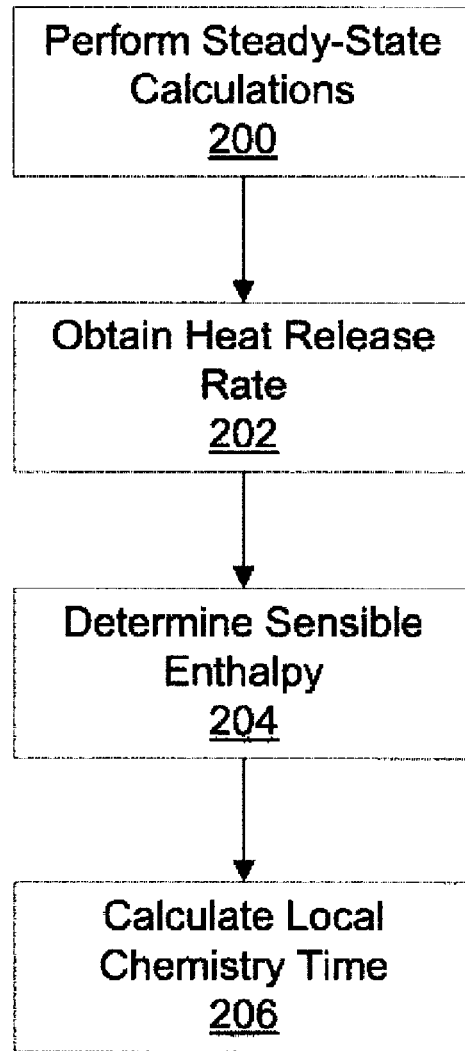 Perform Steady-State
Calculations
200
Obtain Heat Release
Rate
202
Determine Sensible
Enthalpy
204
Calculate Local
Chemistry Time
206